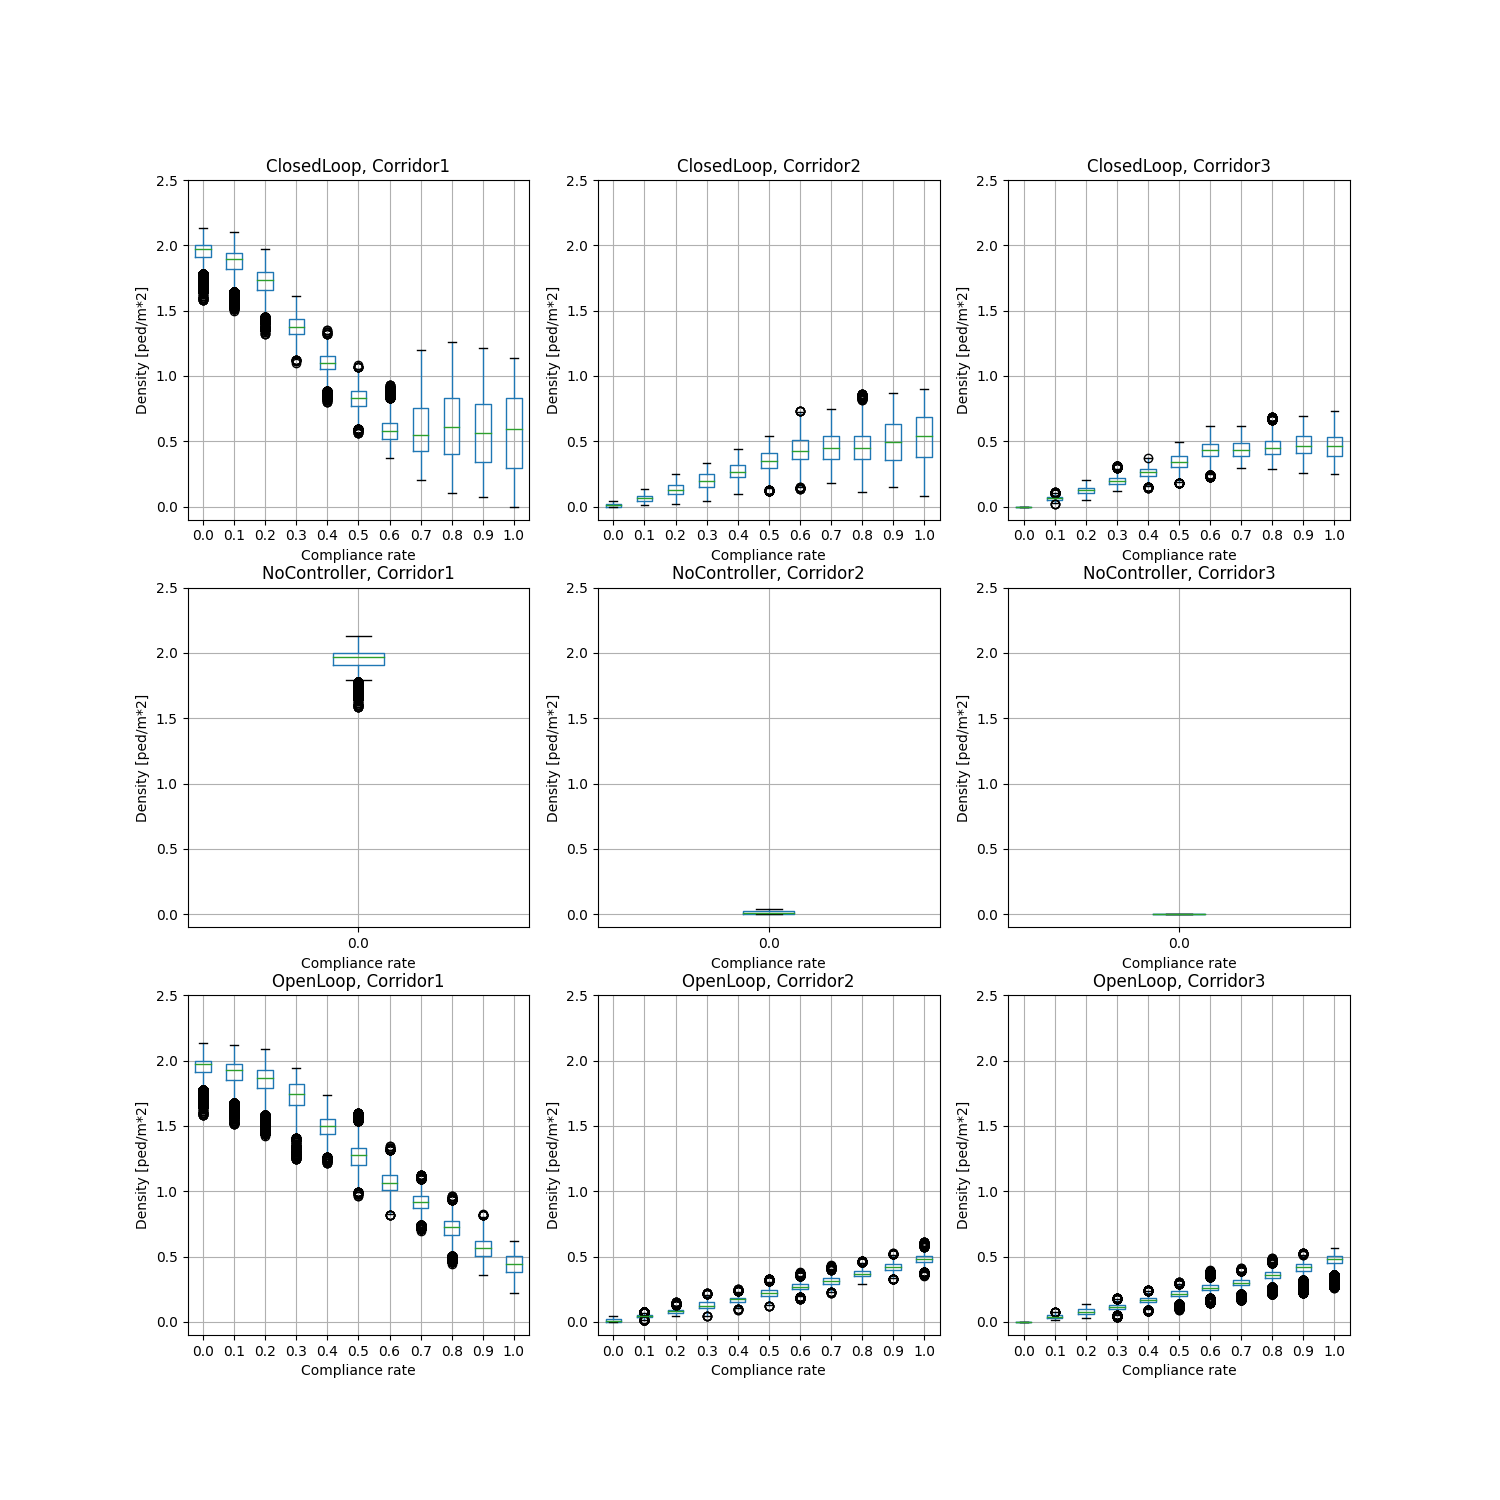 ClosedLoop, Corridor1
ClosedLoop, Corridor2
ClosedLoop, Corridor3
2.5
2.0
1.5
1.0
0.5
0.0
Density [ped/m*2]
0.0 0.1 0.2 0.3 0.4 0.5 0.6 0.7 0.8 0.9 1.0
Compliance rate
2.5
2.0
1.5
1.0
0.5
0.0
Density [ped/m*2]
0.0 0.1 0.2 0.3 0.4 0.5 0.6 0.7 0.8 0.9 1.0
Compliance rate
2.5
2.0
1.5
1.0
0.5
0.0
Density [ped/m*2]
0.0 0.1 0.2 0.3 0.4 0.5 0.6 0.7 0.8 0.9 1.0
Compliance rate
NoController, Corridor1
NoController, Corridor2
NoController, Corridor3
2.5
2.0
1.5
1.0
0.5
0.0
Density [ped/m*2]
0.0
Compliance rate
2.5
2.0
1.5
1.0
0.5
0.0
Density [ped/m*2]
0.0
Compliance rate
2.5
2.0
1.5
1.0
0.5
0.0
Density [ped/m*2]
0.0
Compliance rate
OpenLoop, Corridor1
OpenLoop, Corridor2
OpenLoop, Corridor3
2.5
2.0
1.5
1.0
0.5
0.0
Density [ped/m*2]
0.0 0.1 0.2 0.3 0.4 0.5 0.6 0.7 0.8 0.9 1.0
Compliance rate
2.5
2.0
1.5
1.0
0.5
0.0
Density [ped/m*2]
0.0 0.1 0.2 0.3 0.4 0.5 0.6 0.7 0.8 0.9 1.0
Compliance rate
2.5
2.0
1.5
1.0
0.5
0.0
Density [ped/m*2]
0.0 0.1 0.2 0.3 0.4 0.5 0.6 0.7 0.8 0.9 1.0
Compliance rate